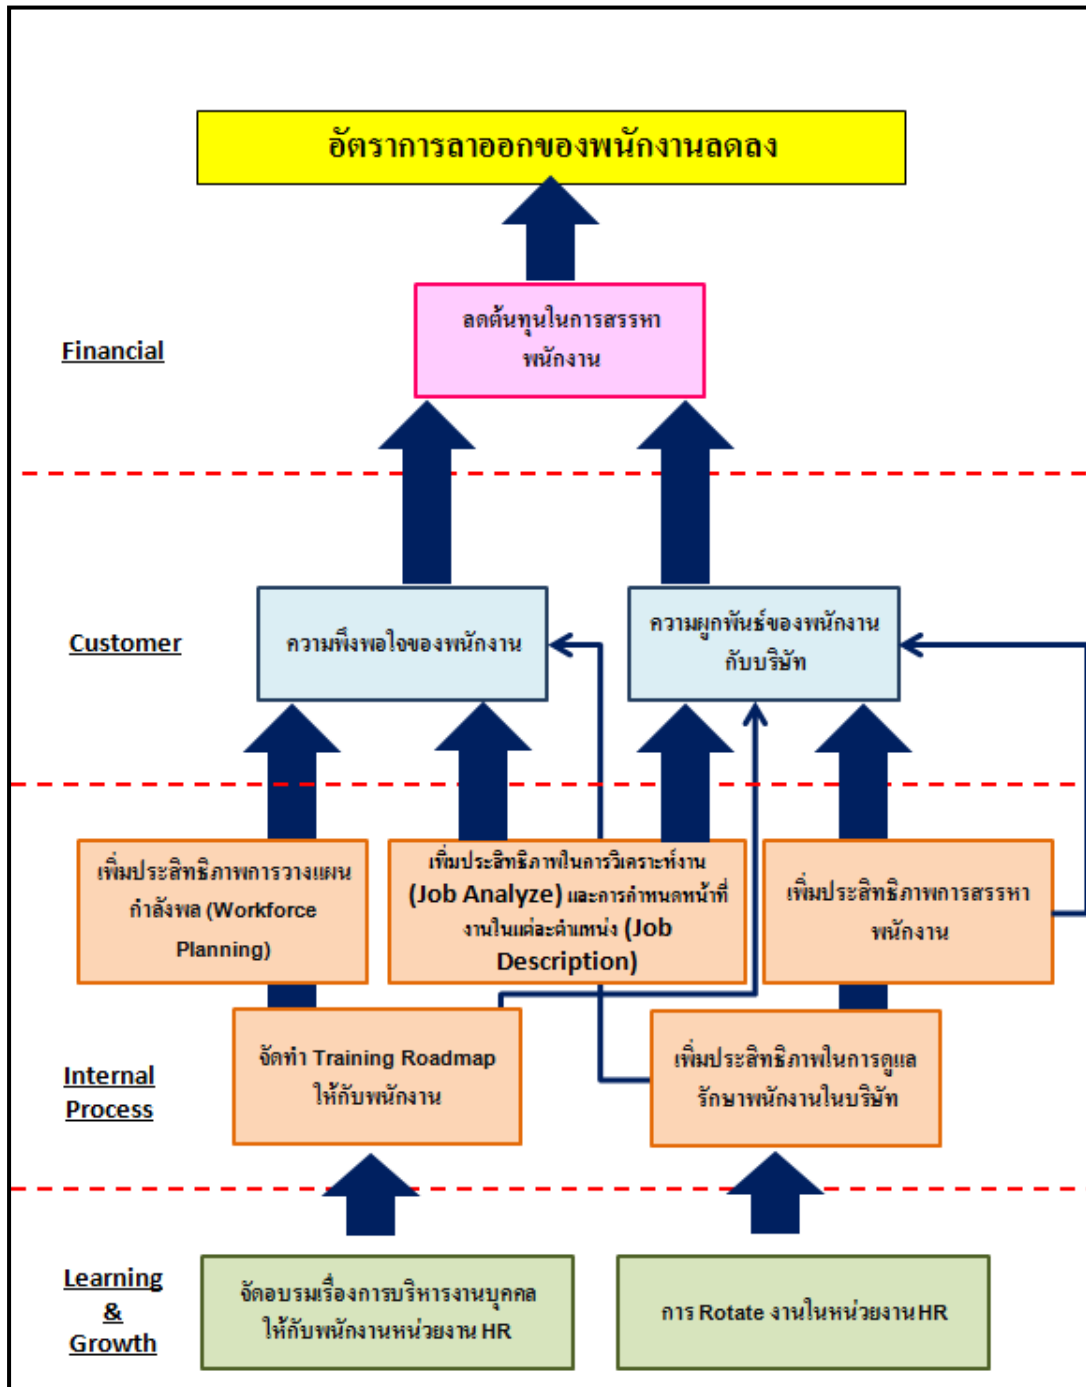 อัตราการลาออกของพนักงานลดลง
Financial
ลดต้นทุนในการสรรหา
พนักงาน
Customer
ความพึงพอใจของพนักงาน
ความผูกพันธ์ของพนักงาน
กับบริษัท
เพิ่มประสิทธิภาพการวางแผน
กำลังพล (Workforce
Planning)
เพิ่มประสิทธิภาพในการวิเคราะห์งาน
(Job Analyze) และการกำหนดหน้าที่
งานในแต่ละตำแหน่ง (Job
Description)
เพิ่มประสิทธิภาพการสรรหา
พนักงาน
Internal
Process
จัดทำ Training Roadmap
ให้กับพนักงาน
เพิ่มประสิทธิภาพในการดูแล
รักษาพนักงานในบริษัท
Learning
&
Growth
จัดอบรมเรื่องการบริหารงานบุคคล
ให้กับพนักงานหน่วยงาน HR
การ Rotate งานในหน่วยงาน HR